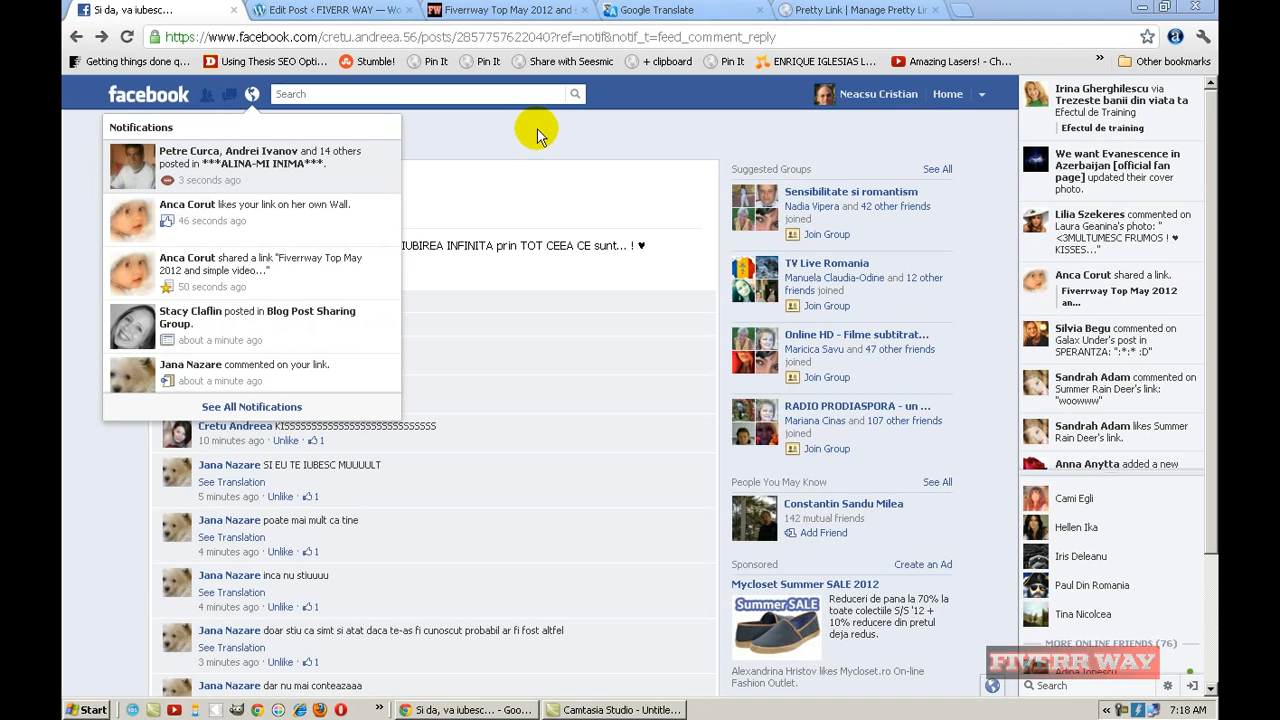 Si da, va iubesc...
Edit Post ‹ FIVERR WAY — Wo
Fiverrway Top May 2012 and s
Google Translate
Pretty Link | Manage Pretty Li
https://www.facebook.com/cretu.andreea.56/posts/285775762204​0?ref=notif&notif_t=feed_comment_reply
Getting things done q...
Using Thesis SEO Opti...
Stumble!
Pin It
Pin It
Share with Seesmic
+ clipboard
Pin It
ENRIQUE IGLESIAS L...
Amazing Lasers! - Ch...
»
Other bookmarks
facebook
Search
Neacsu Cristian
Home
Notifications
Petre Curca, Andrei Ivanov and 14 others
posted in ***ALINA-MI INIMA***.
3 seconds ago
Anca Corut likes your link on her own Wall.
46 seconds ago
Anca Corut shared a link "Fiverrway Top May
2012 and simple video..."
50 seconds ago
Stacy Claflin posted in Blog Post Sharing
Group.
about a minute ago
Jana Nazare commented on your link.
about a minute ago
See All Notifications
IUBIREA INFINITA prin TOT CEEA CE sunt... ! ♥
Cretu Andreea KISSSSSSSSSSSSSSSSSSSSSSSSSSSSS
10 minutes ago · Unlike · 1
Jana Nazare SI EU TE IUBESC MUUUULT
See Translation
5 minutes ago · Unlike · 1
Jana Nazare poate mai mult ca tine
See Translation
4 minutes ago · Unlike · 1
Jana Nazare inca nu stiuuuu
See Translation
4 minutes ago · Unlike · 1
Jana Nazare doar stiu ca simt si atat daca te-as fi cunoscut probabil ar fi fost altfel
See Translation
3 minutes ago · Unlike · 1
Jana Nazare dar nu mai conteazaaa
Suggested Groups
See All
Sensibilitate si romantism
Nadia Vipera and 42 other friends
joined
Join Group
TV Live Romania
Manuela Claudia-Odine and 12 other
friends joined
Join Group
Online HD - Filme subtitrat...
Maricica Savu and 47 other friends
joined
Join Group
RADIO PRODIASPORA - un ...
Mariana Cinas and 107 other friends
joined
Join Group
People You May Know
See All
Constantin Sandu Milea
142 mutual friends
Add Friend
Sponsored
Create an Ad
Mycloset Summer SALE 2012
Summer SALE
Reduceri de pana la 70% la
toate colectiile S/S '12 +
10% reducere din pretul
deja redus.
Alexandrina Hristov likes Mycloset.ro On-line
Fashion Outlet.
Irina Gherghilescu via
Trezeste banii din viata ta
Efectul de Training
Efectul de training
We want Evanescence in
Azerbaijan [official fan
page] updated their cover
photo.
Lilia Szekeres commented on
Laura Geanina's photo: "
<3MULTUMESC FRUMOS ! ♥
KISSES..."
Anca Corut shared a link.
Fiverrway Top May 2012
an...
Silvia Begu commented on
Galax Under's post in
SPERANTZA: ":*:* :D"
Sandrah Adam commented on
Summer Rain Deer's link:
"woowww"
Sandrah Adam likes Summer
Rain Deer's link.
Anna Anytta added a new
Cami Egli
Hellen Ika
Iris Deleanu
Paul Din Romania
Tina Nicolcea
MORE ONLINE FRIENDS (76)
Adina Ionescu
FIVERR WAY
Search
Start
»
Si da, va iubesc... - Goo...
Camtasia Studio - Untitle...
7:18 AM